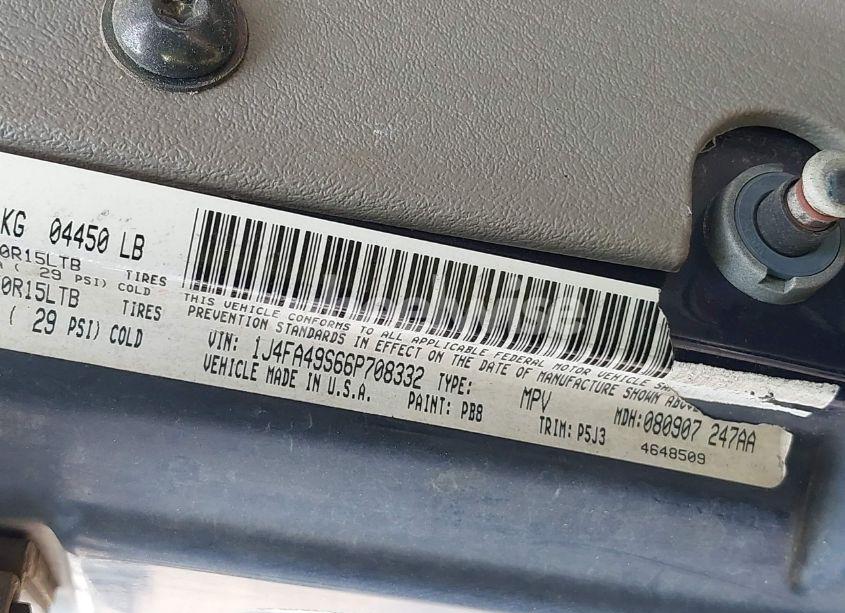 KG 04450 LB
0R15LTB TIRES
( 29 PSI) COLD
0R15LTB TIRES
( 29 PSI) COLD
THIS VEHICLE CONFORMS TO ALL APPLICABLE FEDERAL MOTOR VEHICLE
PREVENTION STANDARDS IN EFFECT ON THE DATE OF MANUFACTURE SHOWN ABOVE
VIN: 1J4FA49S66P708332 TYPE: MPV MDH: 080907 247AA
VEHICLE MADE IN U.S.A. PAINT: PB8 TRIM: P5J3
4648509